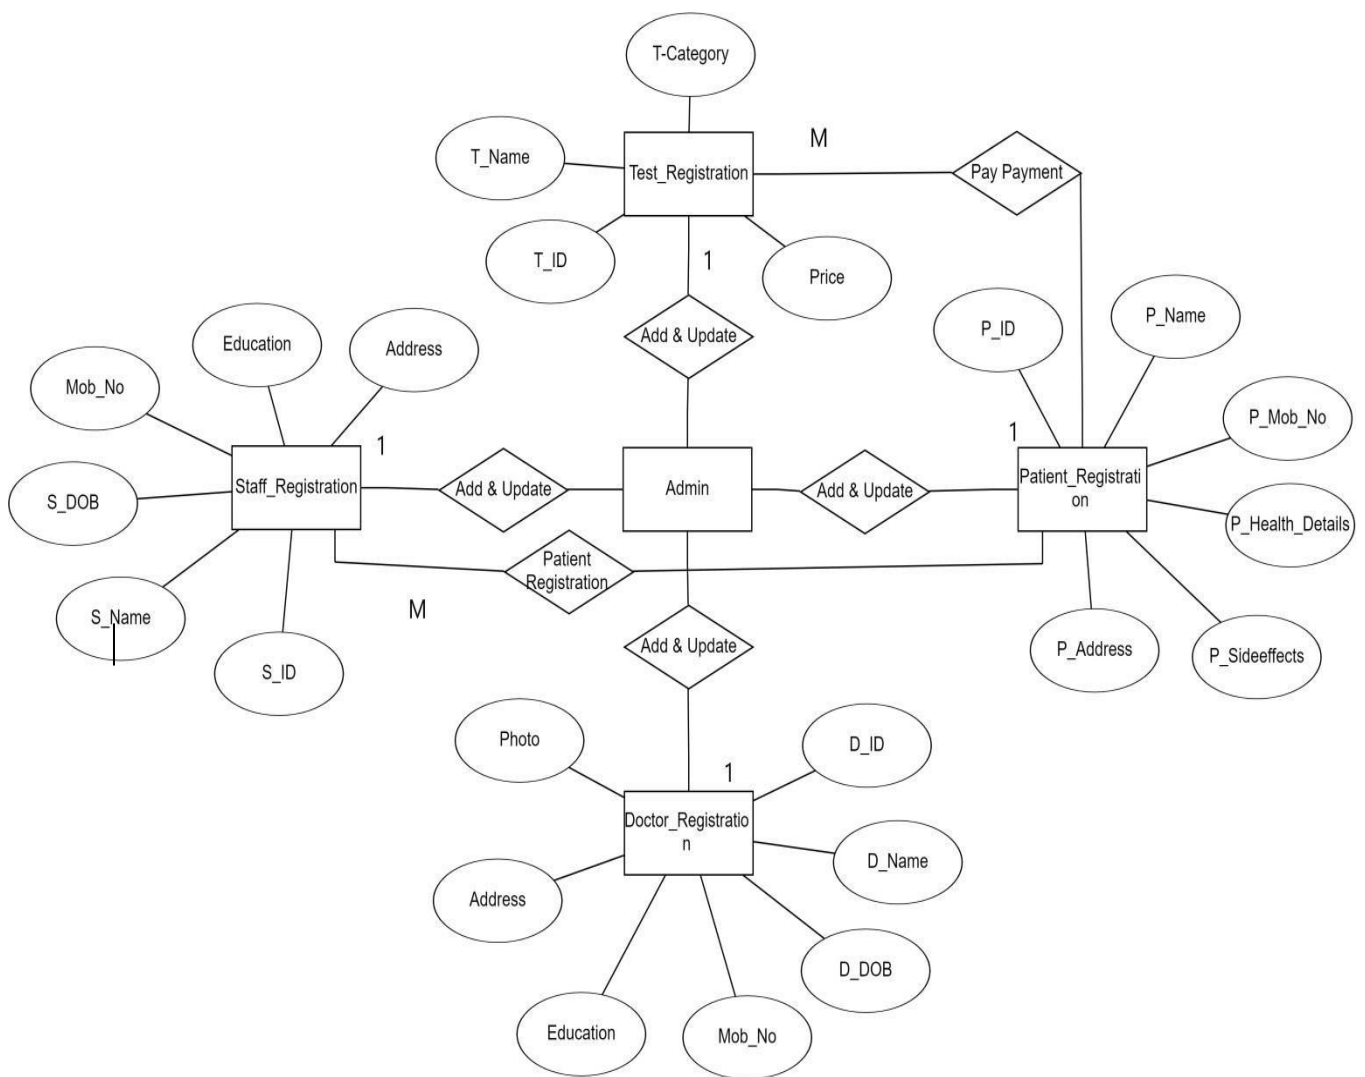 T-Category
M
T_Name
Test_Registration
Pay Payment
T_ID
1
Price
P_ID
P_Name
Add & Update
Education
Address
Mob_No
P_Mob_No
1
1
Staff_Registration
Add & Update
Admin
Add & Update
Patient_Registrati
on
S_DOB
P_Health_Details
Patient
Registration
M
S_Name
S_ID
Add & Update
P_Address
P_Sideeffects
Photo
D_ID
1
Doctor_Registratio
n
D_Name
Address
D_DOB
Education
Mob_No